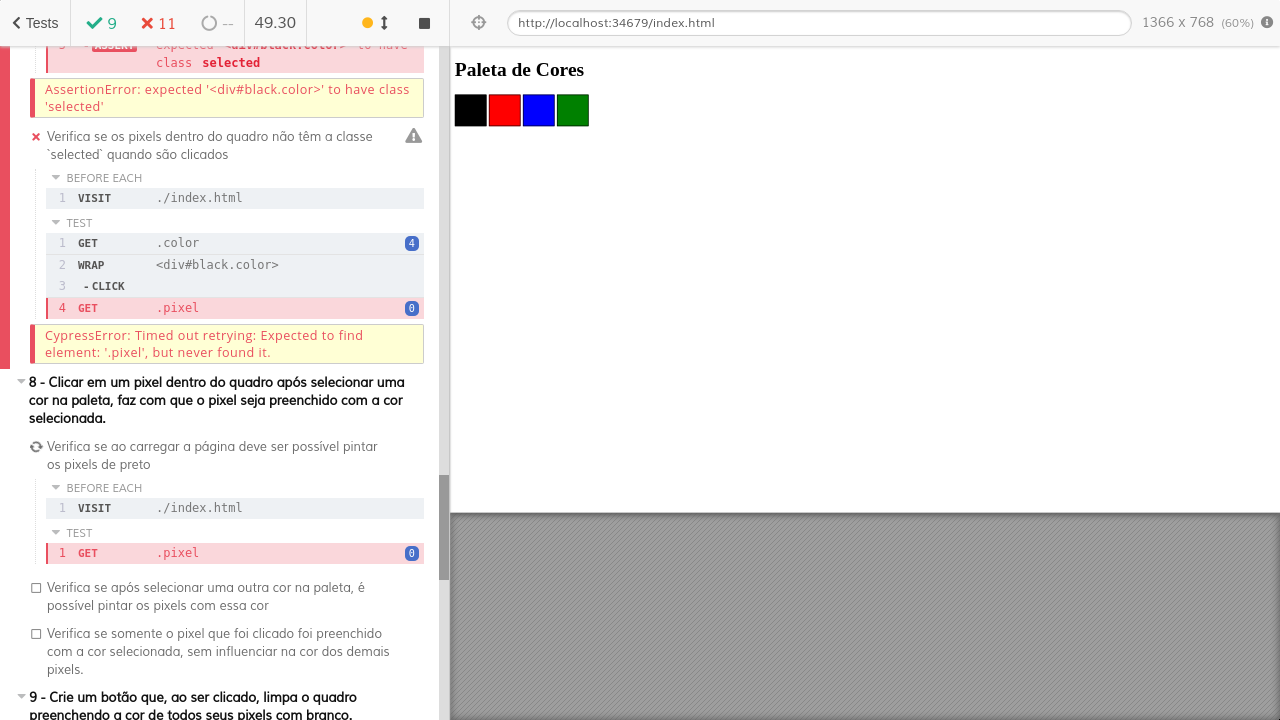 Tests 9 11 -- 49.30
http://localhost:34679/index.html 1366 x 768 (60%)
3 -ASSERT expected <div#black.color> to have
class selected
AssertionError: expected '<div#black.color>' to have class
'selected'
Verifica se os pixels dentro do quadro não têm a classe
`selected` quando são clicados
BEFORE EACH
1 VISIT ./index.html
TEST
1 GET .color 4
2 WRAP <div#black.color>
3 -CLICK
4 GET .pixel 0
CypressError: Timed out retrying: Expected to find
element: '.pixel', but never found it.
8 - Clicar em um pixel dentro do quadro após selecionar uma
cor na paleta, faz com que o pixel seja preenchido com a cor
selecionada.
Verifica se ao carregar a página deve ser possível pintar
os pixels de preto
BEFORE EACH
1 VISIT ./index.html
TEST
1 GET .pixel 0
Verifica se após selecionar uma outra cor na paleta, é
possível pintar os pixels com essa cor
Verifica se somente o pixel que foi clicado foi preenchido
com a cor selecionada, sem influenciar na cor dos demais
pixels.
9 - Crie um botão que, ao ser clicado, limpa o quadro
preenchendo a cor de todos seus pixels com branco.
Paleta de Cores